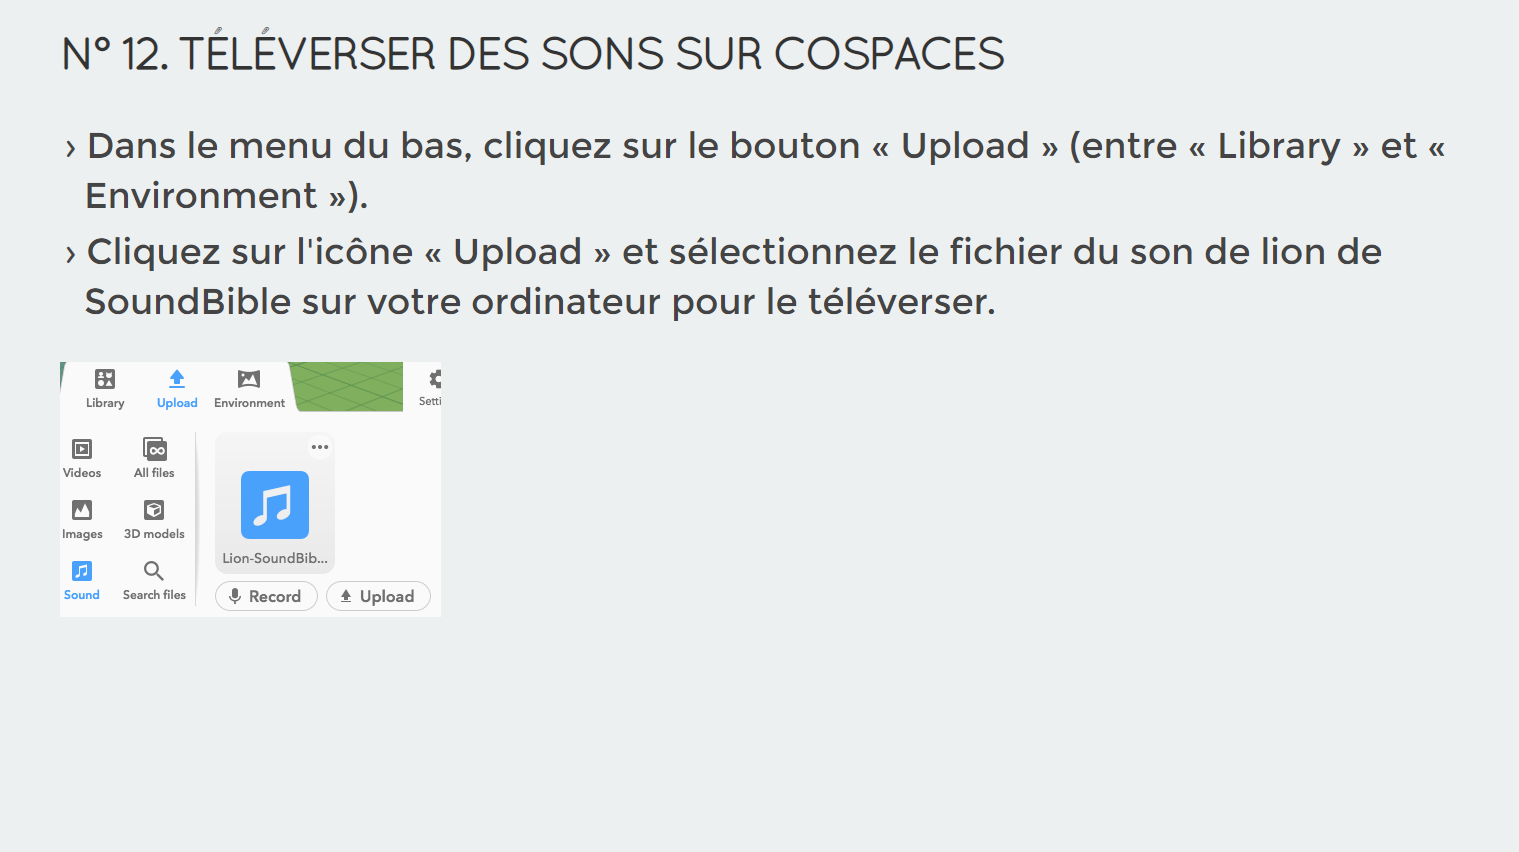 N° 12. TÉLÉVERSER DES SONS SUR COSPACES
› Dans le menu du bas, cliquez sur le bouton « Upload » (entre « Library » et «
Environment »).
› Cliquez sur l'icône « Upload » et sélectionnez le fichier du son de lion de
SoundBible sur votre ordinateur pour le téléverser.
Library Upload Environment Setti
Videos All files
Images 3D models
Lion-SoundBib...
Sound Search files
Record Upload